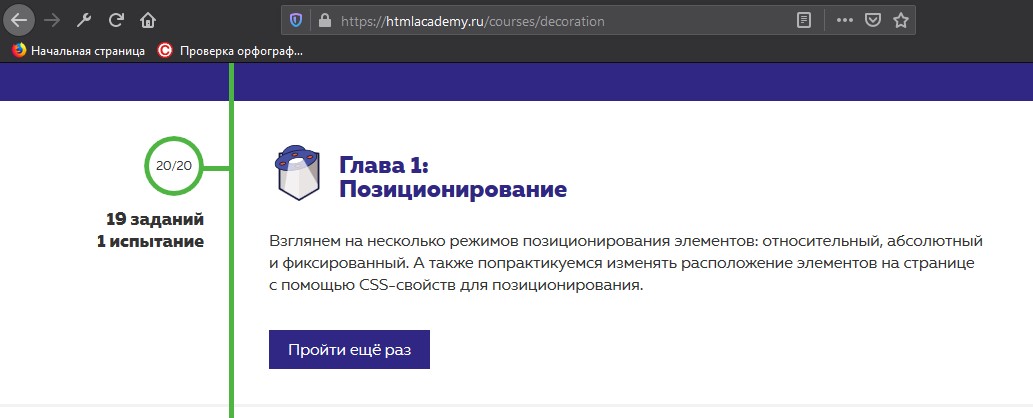 https://htmlacademy.ru/courses/decoration
Начальная страница
Проверка орфограф...
20/20
19 заданий
1 испытание
Глава 1:
Позиционирование
Взглянем на несколько режимов позиционирования элементов: относительный, абсолютный
и фиксированный. А также попрактикуемся изменять расположение элементов на странице
с помощью CSS-свойств для позиционирования.
Пройти ещё раз